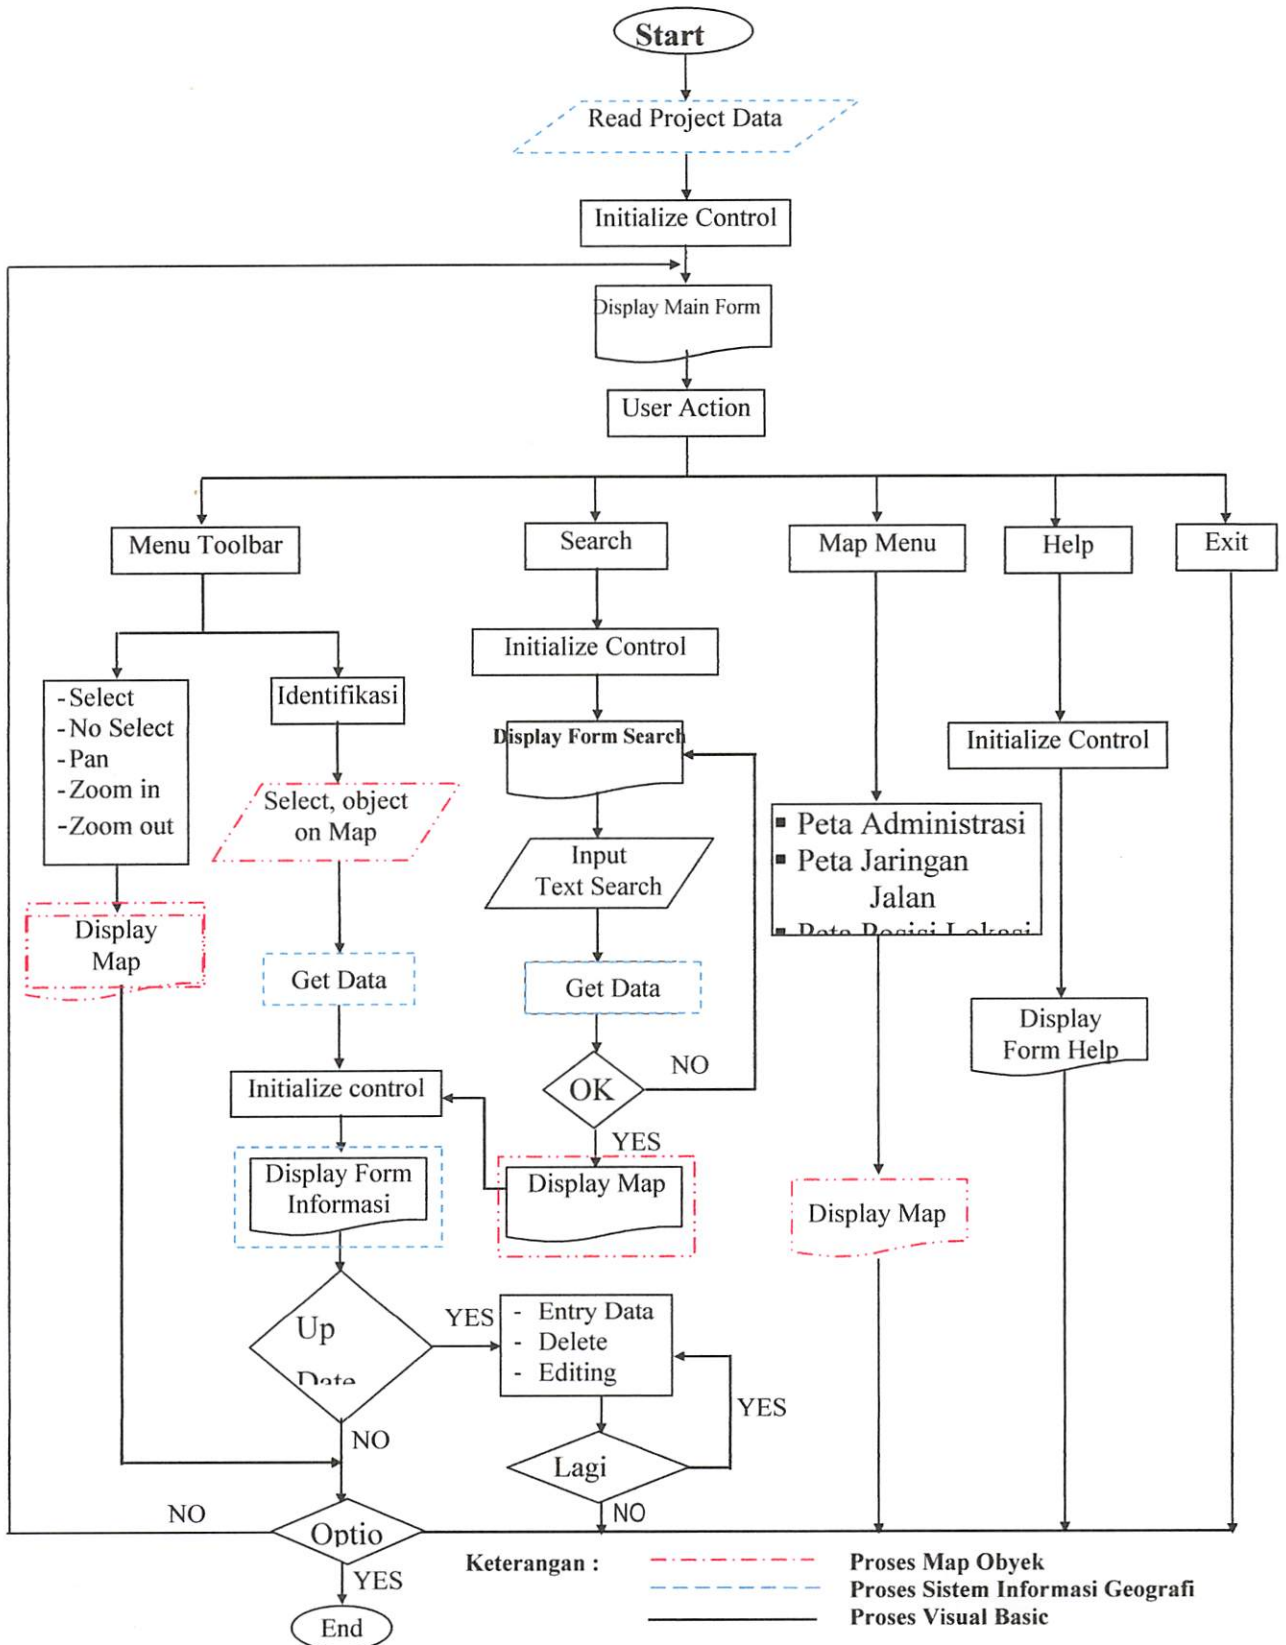 Start
Read Project Data
Initialize Control
Display Main Form
User Action
Menu Toolbar
Search
Map Menu
Help
Exit
Initialize Control
-Select
-No Select
-Pan
-Zoom in
-Zoom out
Identifikasi
Display Form Search
Initialize Control
Select, object
on Map
Input
Text Search
▪ Peta Administrasi
▪ Peta Jaringan
Jalan
▪ Peta Posisi Lokasi
Display
Map
Get Data
Get Data
Display
Form Help
OK
NO
YES
Initialize control
Display Form
Informasi
Display Map
Display Map
Up
Date
YES
- Entry Data
- Delete
- Editing
YES
NO
Lagi
NO
NO
Optio
YES
End
Keterangan :
Proses Map Obyek
Proses Sistem Informasi Geografi
Proses Visual Basic